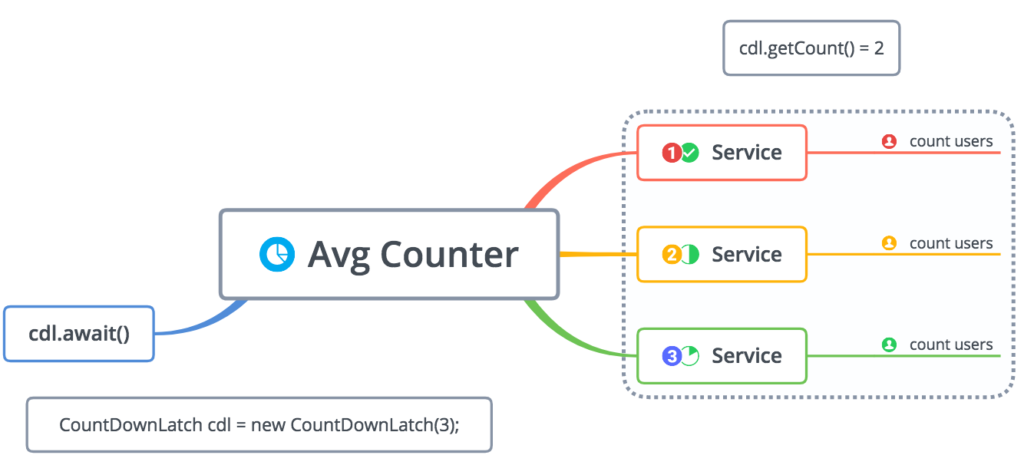 cdl.getCount() = 2
1 Service
count users
Avg Counter
2 Service
count users
cdl.await()
3 Service
count users
CountDownLatch cdl = new CountDownLatch(3);